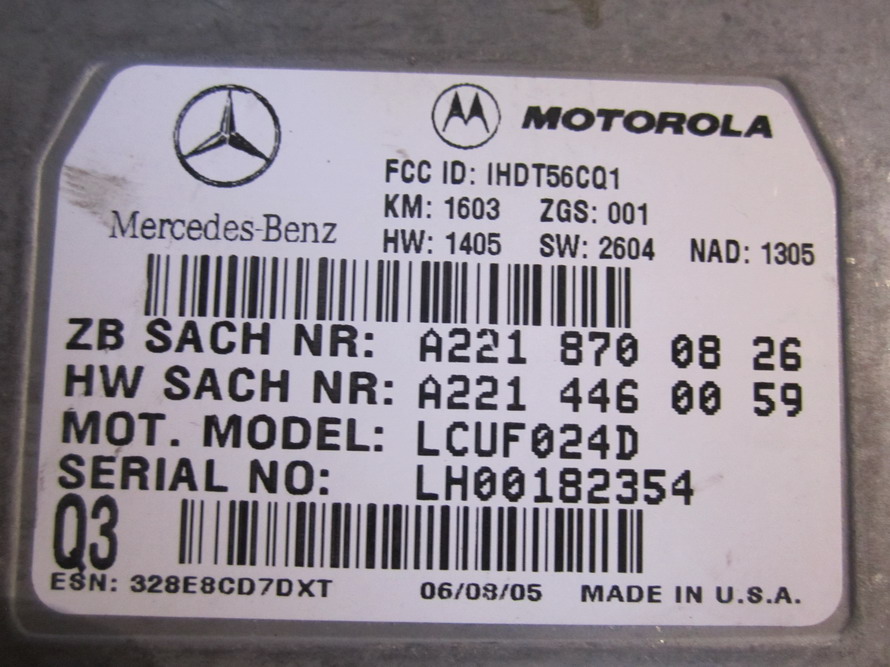 MOTOROLA
Mercedes-Benz
FCC ID: IHDT56CQ1
KM: 1603 ZGS: 001
HW: 1405 SW: 2604 NAD: 1305
ZB SACH NR: A221 870 08 26
HW SACH NR: A221 446 00 59
MOT. MODEL: LCUF024D
SERIAL NO: LH00182354
Q3
ESN: 328E8CD7DXT 06/08/05 MADE IN U.S.A.